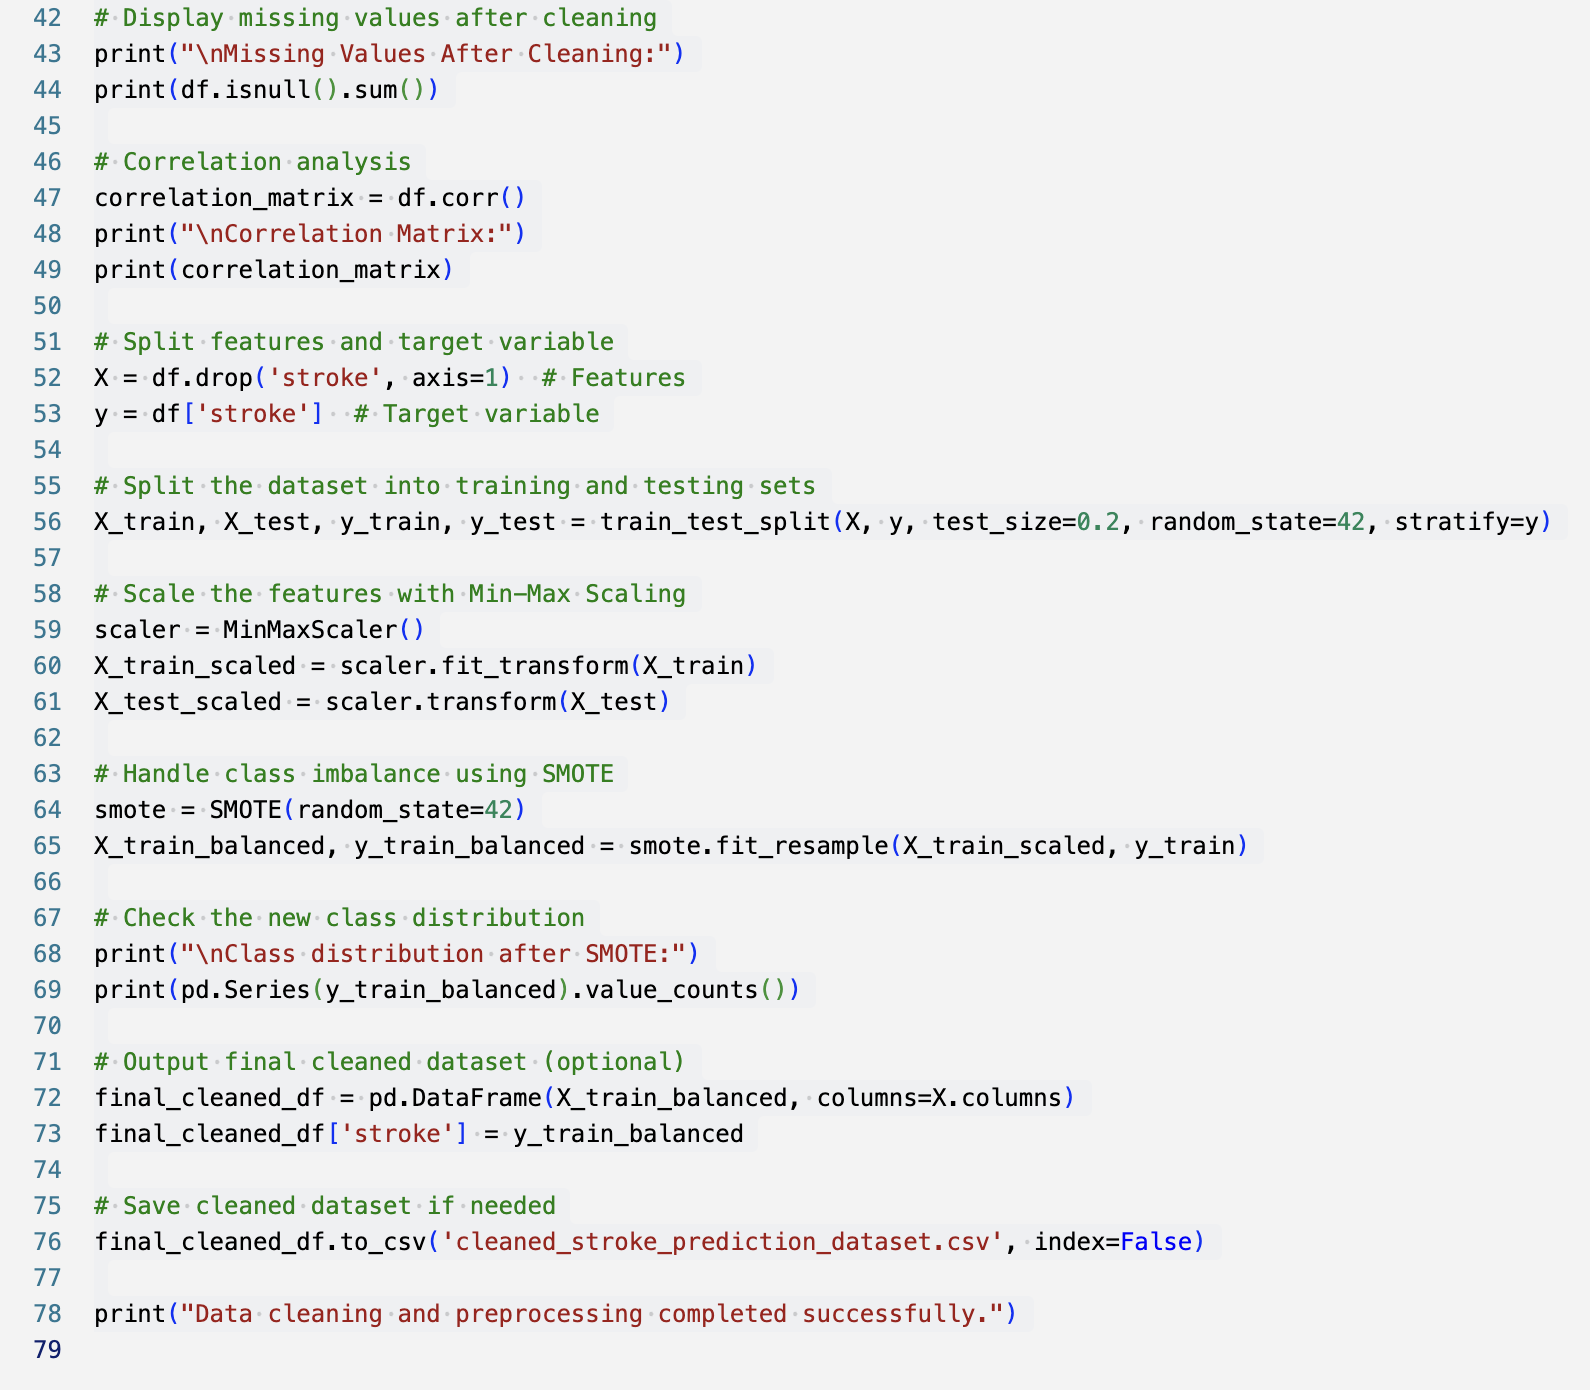 42 # Display missing values after cleaning
43 print("\nMissing Values After Cleaning:")
44 print(df.isnull().sum())
45
46 # Correlation analysis
47 correlation_matrix = df.corr()
48 print("\nCorrelation Matrix:")
49 print(correlation_matrix)
50
51 # Split features and target variable
52 X = df.drop('stroke', axis=1)  # Features
53 y = df['stroke']  # Target variable
54
55 # Split the dataset into training and testing sets
56 X_train, X_test, y_train, y_test = train_test_split(X, y, test_size=0.2, random_state=42, stratify=y)
57
58 # Scale the features with Min-Max Scaling
59 scaler = MinMaxScaler()
60 X_train_scaled = scaler.fit_transform(X_train)
61 X_test_scaled = scaler.transform(X_test)
62
63 # Handle class imbalance using SMOTE
64 smote = SMOTE(random_state=42)
65 X_train_balanced, y_train_balanced = smote.fit_resample(X_train_scaled, y_train)
66
67 # Check the new class distribution
68 print("\nClass distribution after SMOTE:")
69 print(pd.Series(y_train_balanced).value_counts())
70
71 # Output final cleaned dataset (optional)
72 final_cleaned_df = pd.DataFrame(X_train_balanced, columns=X.columns)
73 final_cleaned_df['stroke'] = y_train_balanced
74
75 # Save cleaned dataset if needed
76 final_cleaned_df.to_csv('cleaned_stroke_prediction_dataset.csv', index=False)
77
78 print("Data cleaning and preprocessing completed successfully.")
79